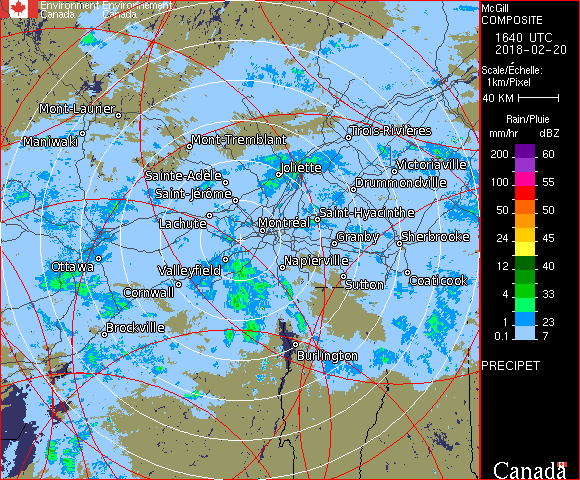 Environment Environnement
Canada Canada
McGill
COMPOSITE
1640 UTC
2018-02-20
Scale/Échelle:
1km/Pixel
40 KM
Rain/Pluie
mm/hr dBZ
200 60
100 55
50 50
24 45
12 40
4 33
1 23
0.1 7
PRECIPET
Mont-Laurier
Maniwaki
Mont-Tremblant
Trois-Rivières
Victoriaville
Joliette
Sainte-Adèle
Drummondville
Saint-Jérôme
Saint-Hyacinthe
Lachute
Montréal
Granby
Sherbrooke
Ottawa
Valleyfield
Napierville
Cornwall
Sutton
Coaticook
Brockville
Burlington
Canada